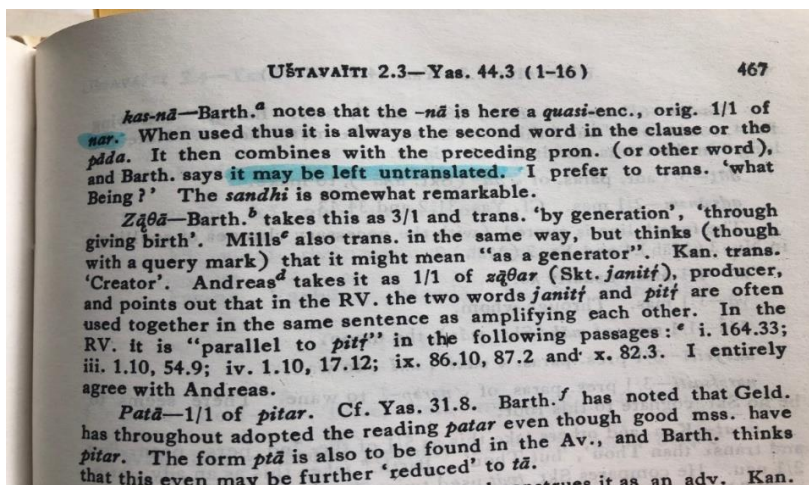 UŠTAVAITI 2.3—YAS. 44.3 (1-16) 467
kas-nā—Barth.ᵃ notes that the -nā is here a quasi-enc., orig. 1/1 of
nar. When used thus it is always the second word in the clause or the
pāda. It then combines with the preceding pron. (or other word),
and Barth. says it may be left untranslated. I prefer to trans. ‘what
Being ?’ The sandhi is somewhat remarkable.
Ząθā—Barth.ᵇ takes this as 3/1 and trans. ‘by generation’, ‘through
giving birth’. Millsᶜ also trans. in the same way, but thinks (though
with a query mark) that it might mean “as a generator”. Kan. trans.
‘Creator’. Andreasᵈ takes it as 1/1 of ząθar (Skt. janitṛ́), producer,
and points out that in the RV. the two words janitṛ́ and pitṛ́ are often
used together in the same sentence as amplifying each other. In the
RV. it is “parallel to pitṛ́” in the following passages :ᵉ i. 164.33;
iii. 1.10, 54.9; iv. 1.10, 17.12; ix. 86.10, 87.2 and x. 82.3. I entirely
agree with Andreas.
Patā—1/1 of pitar. Cf. Yas. 31.8. Barth.ᶠ has noted that Geld.
has throughout adopted the reading patar even though good mss. have
pitar. The form ptā is also to be found in the Av., and Barth. thinks
that this even may be further ‘reduced’ to tā.
it as an adv. Kan.